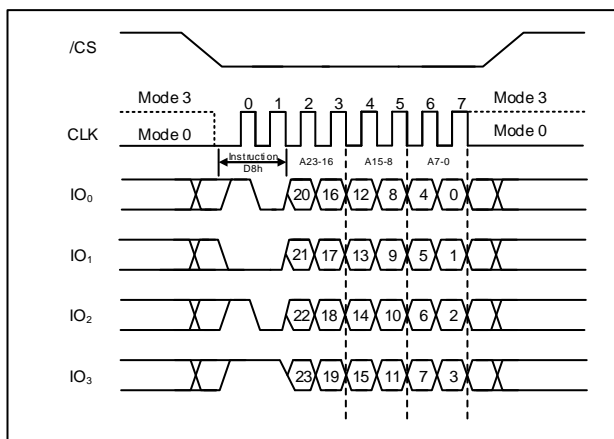 /CS
Mode 3 0 1 2 3 4 5 6 7 Mode 3
CLK Mode 0 Mode 0
Instruction A23-16 A15-8 A7-0
D8h
IO0 20 16 12 8 4 0
IO1 21 17 13 9 5 1
IO2 22 18 14 10 6 2
IO3 23 19 15 11 7 3